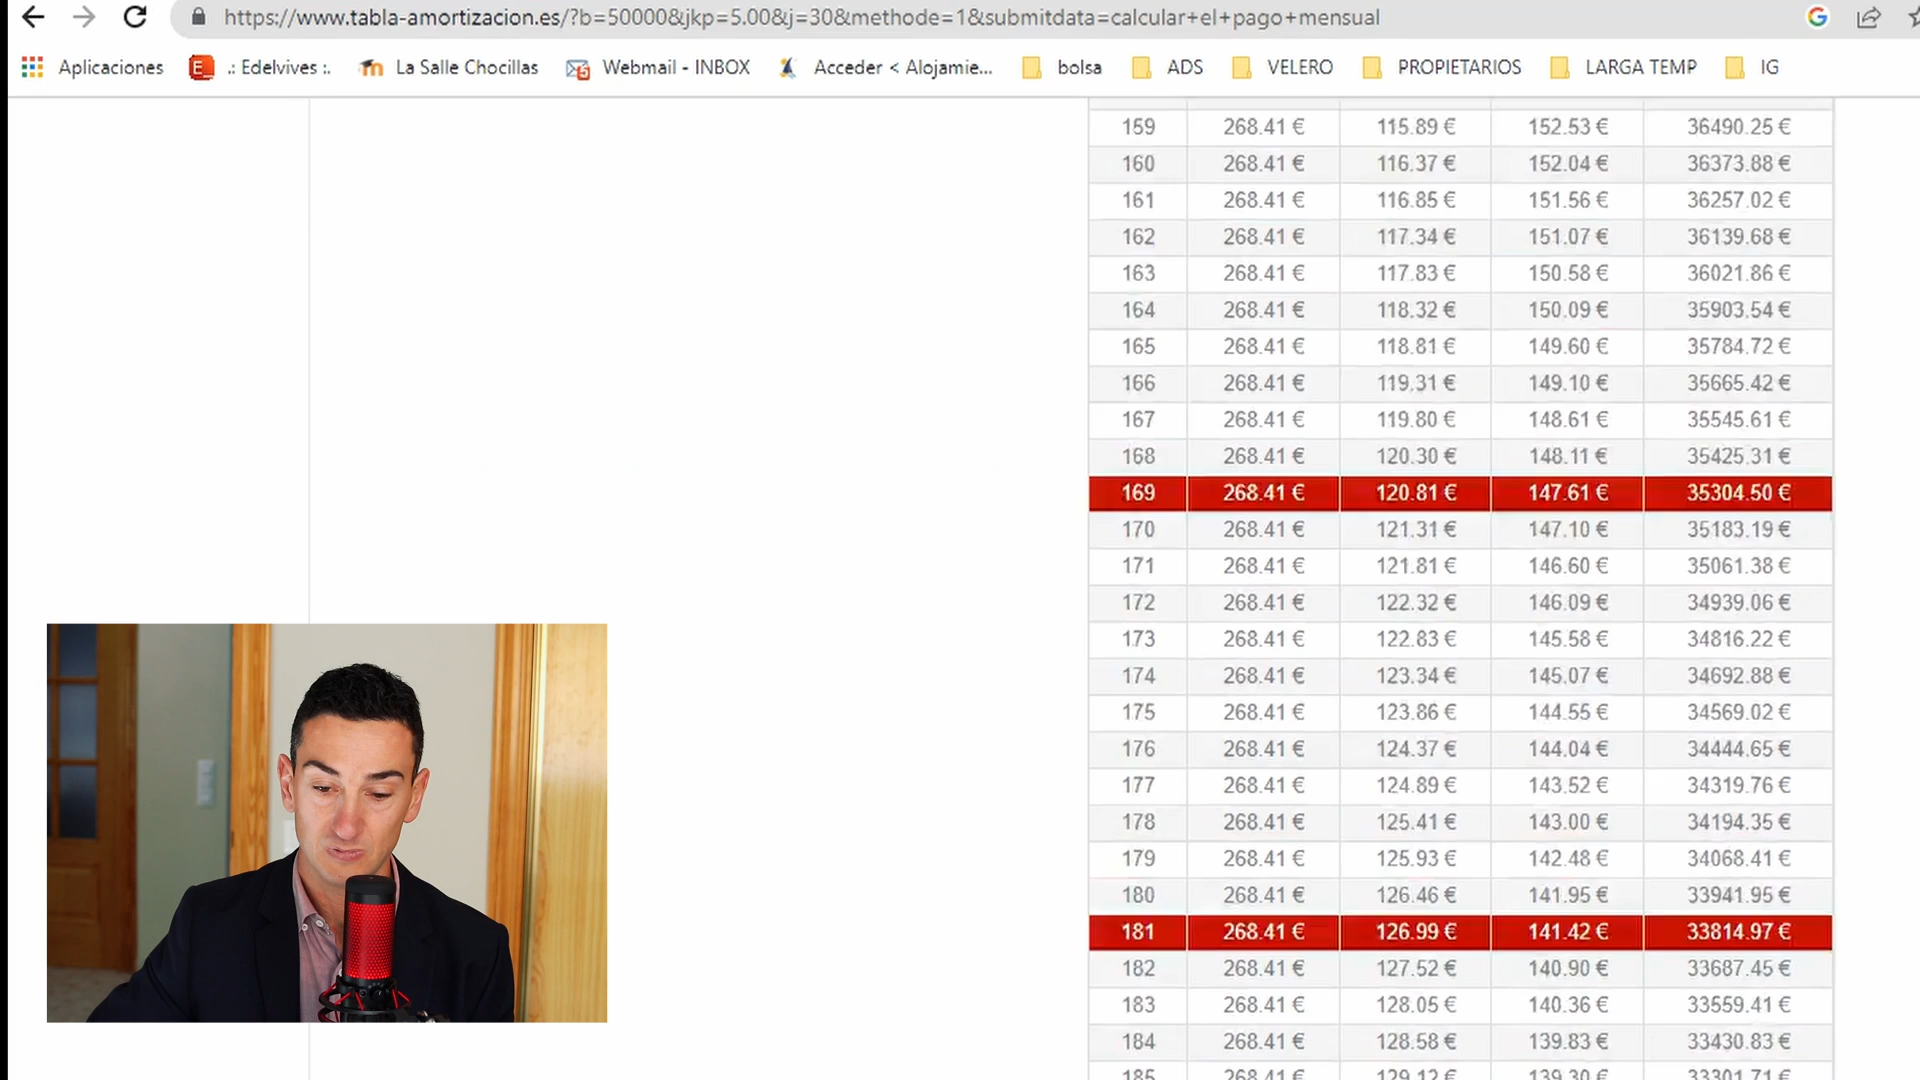 https://www.tabla-amortizacion.es/?b=50000&jkp=5.00&j=30&methode=1&submitdata=calcular+el+pago+mensual
Aplicaciones .: Edelvives :. La Salle Chocillas Webmail - INBOX Acceder < Alojamie... bolsa ADS VELERO PROPIETARIOS LARGA TEMP IG
159 268.41 € 115.89 € 152.53 € 36490.25 €
160 268.41 € 116.37 € 152.04 € 36373.88 €
161 268.41 € 116.85 € 151.56 € 36257.02 €
162 268.41 € 117.34 € 151.07 € 36139.68 €
163 268.41 € 117.83 € 150.58 € 36021.86 €
164 268.41 € 118.32 € 150.09 € 35903.54 €
165 268.41 € 118.81 € 149.60 € 35784.72 €
166 268.41 € 119.31 € 149.10 € 35665.42 €
167 268.41 € 119.80 € 148.61 € 35545.61 €
168 268.41 € 120.30 € 148.11 € 35425.31 €
169 268.41 € 120.81 € 147.61 € 35304.50 €
170 268.41 € 121.31 € 147.10 € 35183.19 €
171 268.41 € 121.81 € 146.60 € 35061.38 €
172 268.41 € 122.32 € 146.09 € 34939.06 €
173 268.41 € 122.83 € 145.58 € 34816.22 €
174 268.41 € 123.34 € 145.07 € 34692.88 €
175 268.41 € 123.86 € 144.55 € 34569.02 €
176 268.41 € 124.37 € 144.04 € 34444.65 €
177 268.41 € 124.89 € 143.52 € 34319.76 €
178 268.41 € 125.41 € 143.00 € 34194.35 €
179 268.41 € 125.93 € 142.48 € 34068.41 €
180 268.41 € 126.46 € 141.95 € 33941.95 €
181 268.41 € 126.99 € 141.42 € 33814.97 €
182 268.41 € 127.52 € 140.90 € 33687.45 €
183 268.41 € 128.05 € 140.36 € 33559.41 €
184 268.41 € 128.58 € 139.83 € 33430.83 €
185 268.41 € 129.12 € 139.30 € 33301.71 €